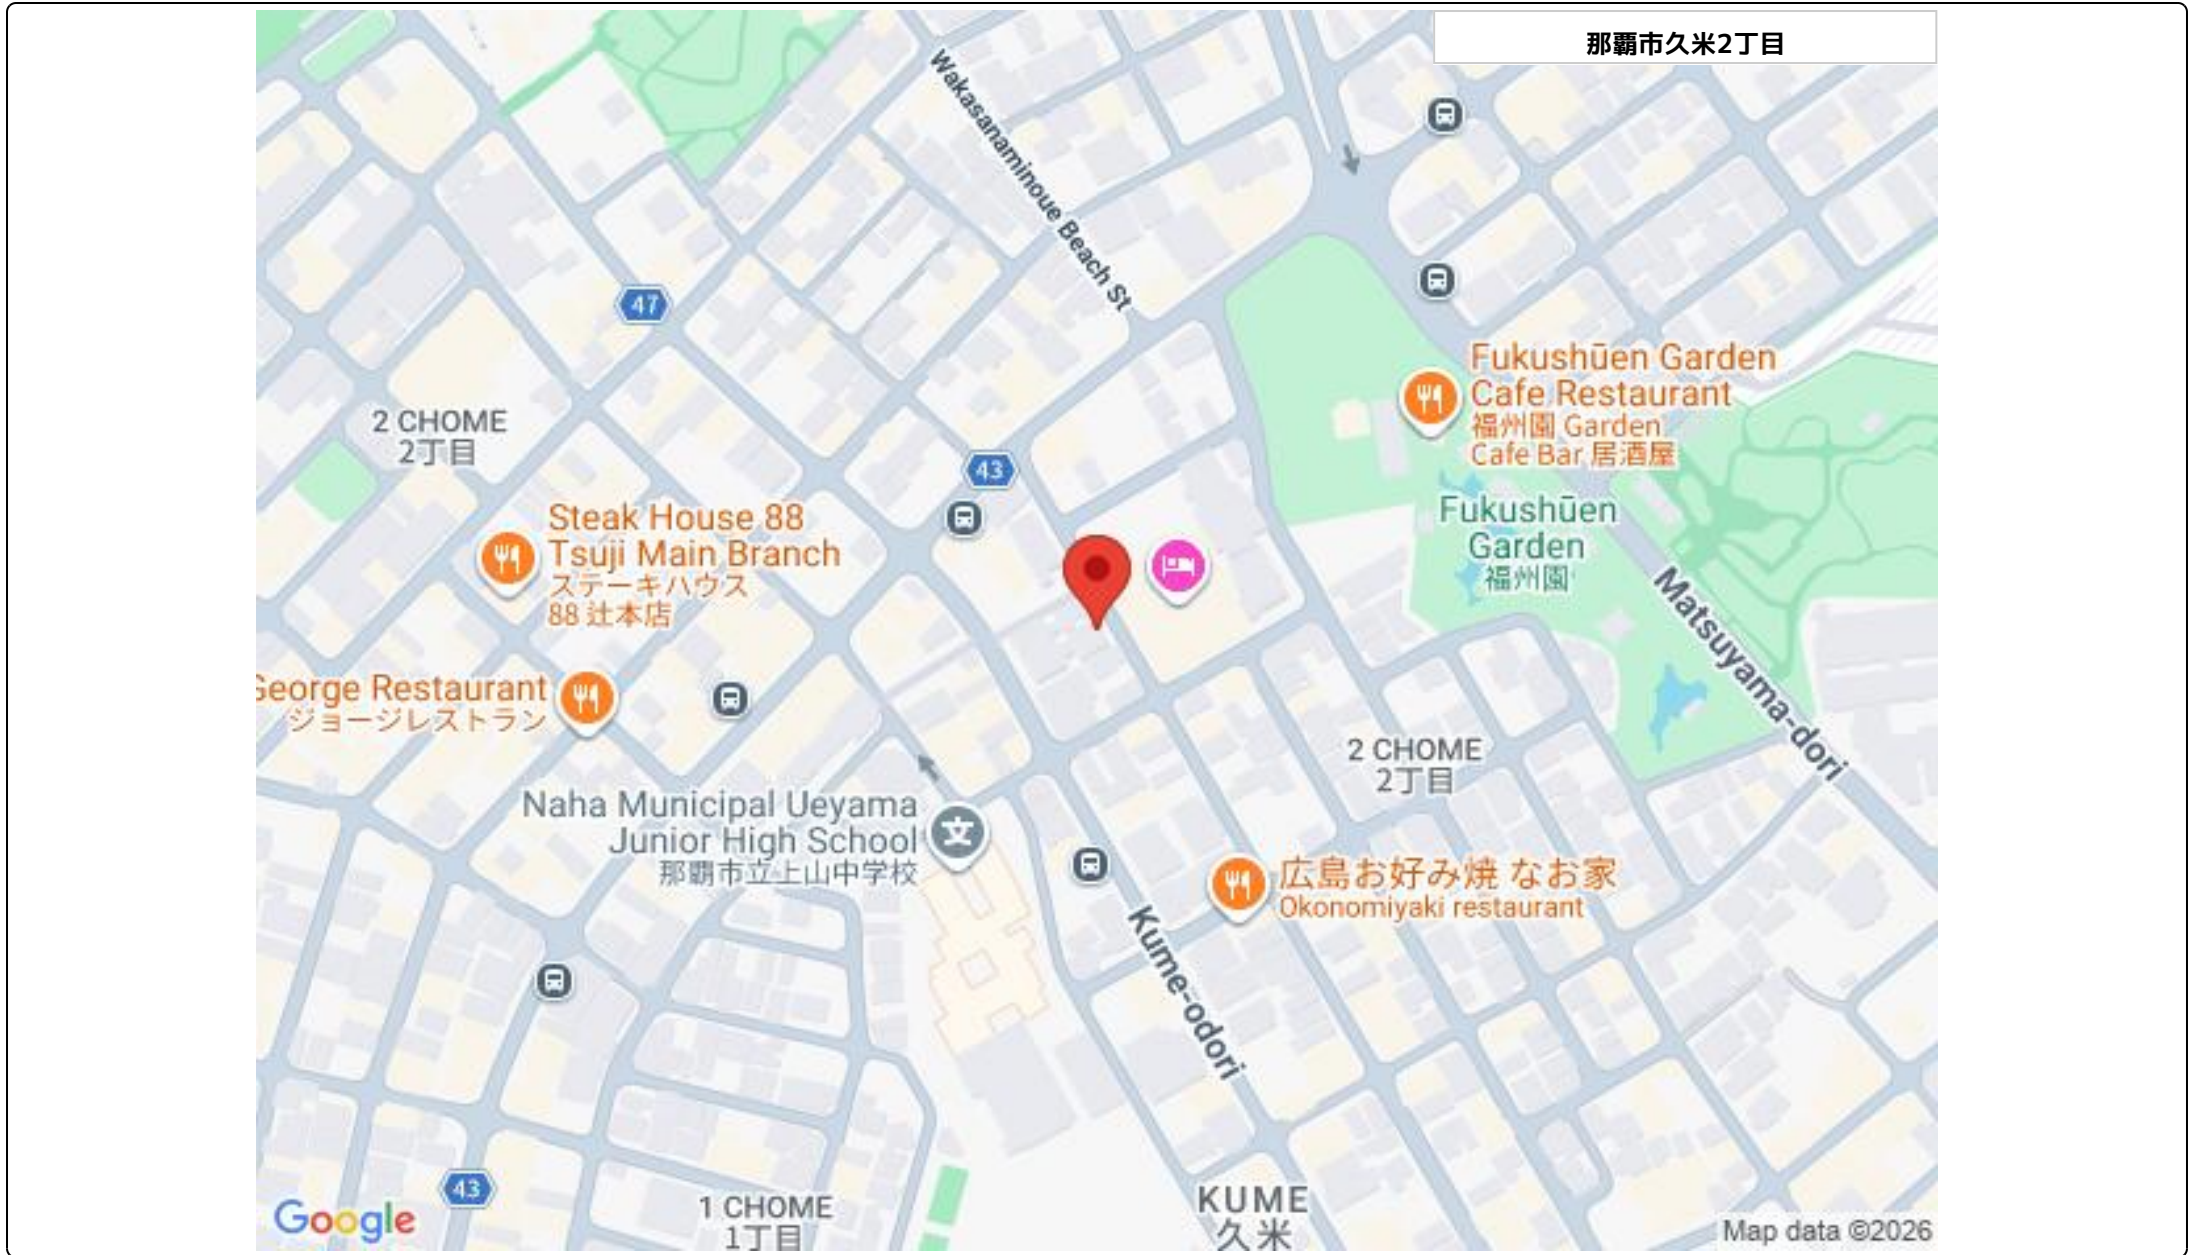 那覇市久米2丁目
Wakasanaminoue Beach St
47
Fukushūen Garden
Cafe Restaurant
福州園 Garden
Cafe Bar 居酒屋
2 CHOME
2丁目
43
Steak House 88
Tsuji Main Branch
ステーキハウス
88 辻本店
Fukushūen
Garden
福州園
Matsuyama-dori
George Restaurant
ジョージレストラン
2 CHOME
2丁目
Naha Municipal Ueyama
Junior High School
那覇市立上山中学校
文
広島お好み焼 なお家
Okonomiyaki restaurant
Kume-odori
43
1 CHOME
1丁目
KUME
久米
Google
Map data ©2026